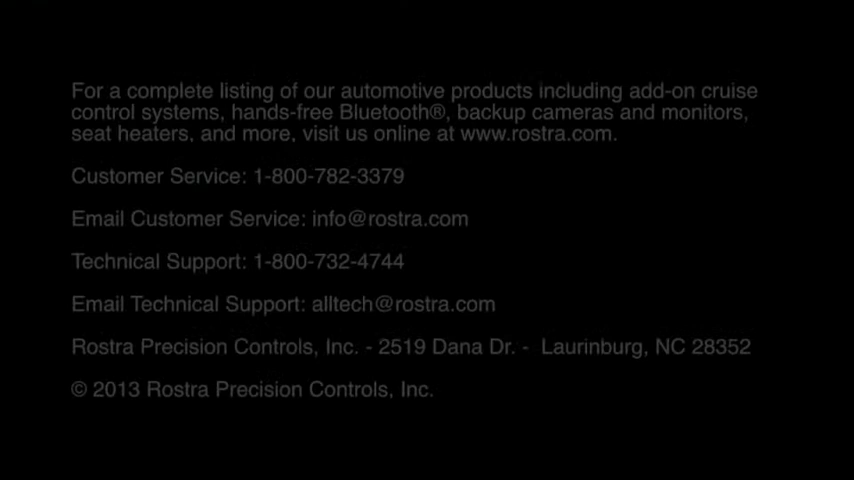 For a complete listing of our automotive products including add-on cruise
control systems, hands-free Bluetooth®, backup cameras and monitors,
seat heaters, and more, visit us online at www.rostra.com.
Customer Service: 1-800-782-3379
Email Customer Service: info@rostra.com
Technical Support: 1-800-732-4744
Email Technical Support: alltech@rostra.com
Rostra Precision Controls, Inc. - 2519 Dana Dr. -  Laurinburg, NC 28352
© 2013 Rostra Precision Controls, Inc.